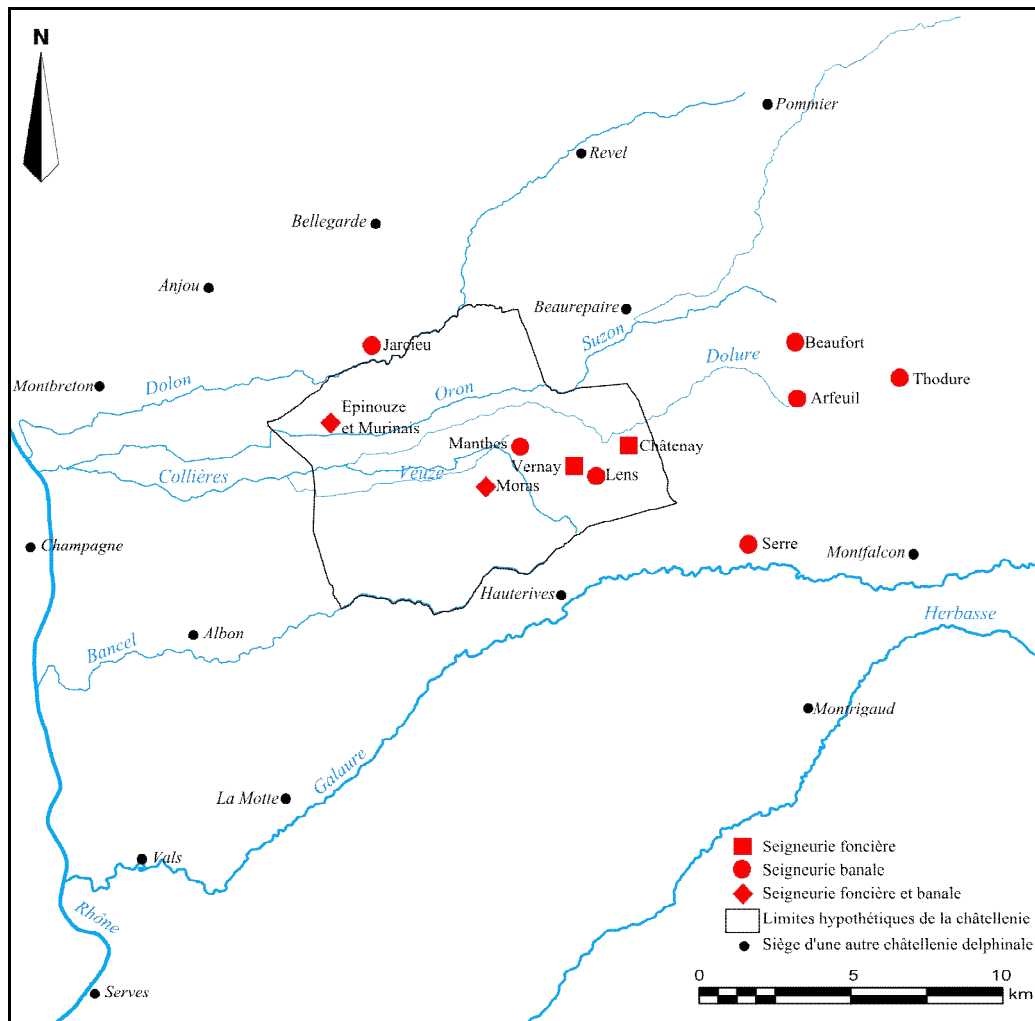 N
Pommier
Revel
Bellegarde
Anjou
Beaurepaire
Suzon
Jarcieu
Beaufort
Dolure
Thodure
Montbreton
Dolon
Oron
Arfeuil
Epinouze
et Murinais
Manthes
Châtenay
Vernay
Veuze
Lens
Collières
Moras
Champagne
Serre
Montfalcon
Hauterives
Herbasse
Albon
Bancel
Montrigaud
Galaure
La Motte
Seigneurie foncière
Vals
Seigneurie banale
Seigneurie foncière et banale
Rhône
Limites hypothétiques de la châtellenie
Siège d'une autre châtellenie delphinale
0 5 10
km
Serves